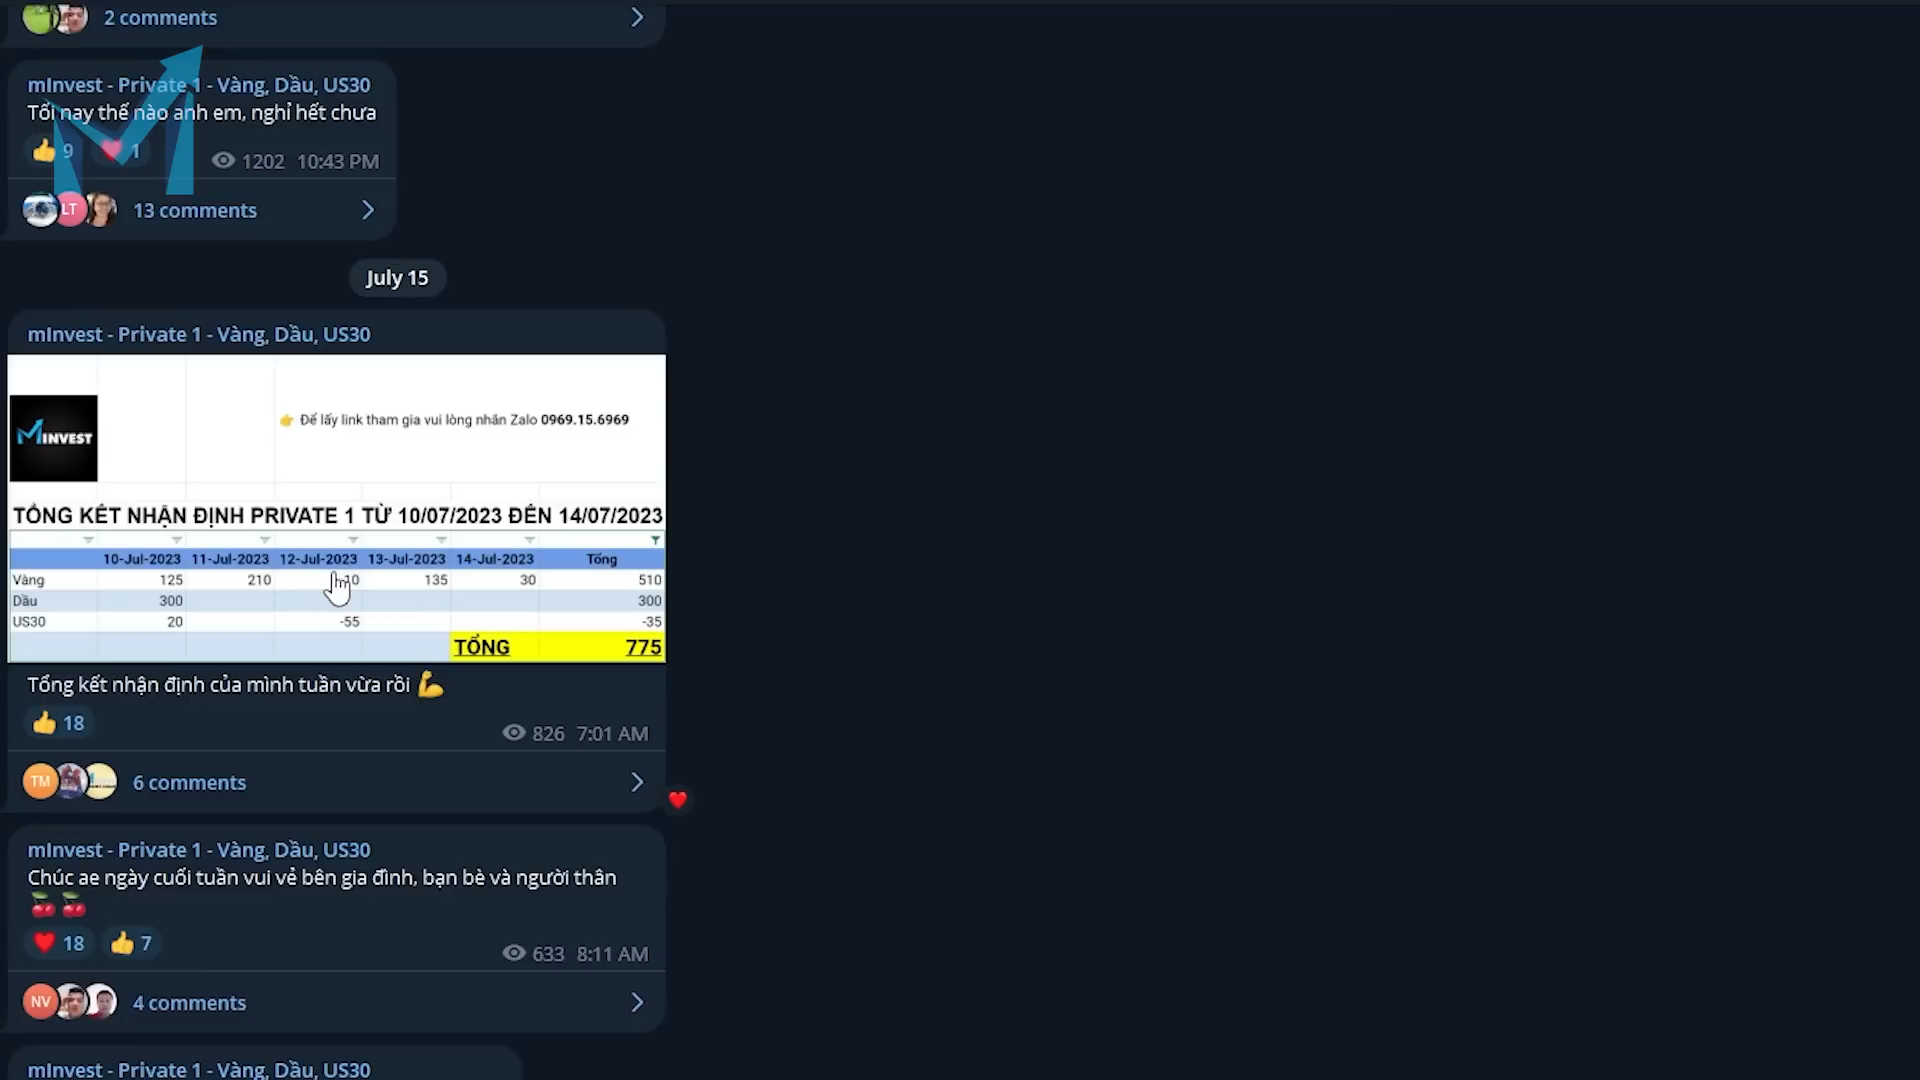 2 comments
mInvest - Private 1 - Vàng, Dầu, US30
Tối nay thế nào anh em, nghỉ hết chưa
9 1 1202 10:43 PM
LT 13 comments
July 15
mInvest - Private 1 - Vàng, Dầu, US30
MINVEST
Để lấy link tham gia vui lòng nhắn Zalo 0969.15.6969
TỔNG KẾT NHẬN ĐỊNH PRIVATE 1 TỪ 10/07/2023 ĐẾN 14/07/2023
10-Jul-2023 11-Jul-2023 12-Jul-2023 13-Jul-2023 14-Jul-2023 Tổng
Vàng 125 210 10 135 30 510
Dầu 300 300
US30 20 -55 -35
TỔNG 775
Tổng kết nhận định của mình tuần vừa rồi
18 826 7:01 AM
TM 6 comments
mInvest - Private 1 - Vàng, Dầu, US30
Chúc ae ngày cuối tuần vui vẻ bên gia đình, bạn bè và người thân
18 7 633 8:11 AM
NV 4 comments
mInvest - Private 1 - Vàng, Dầu, US30